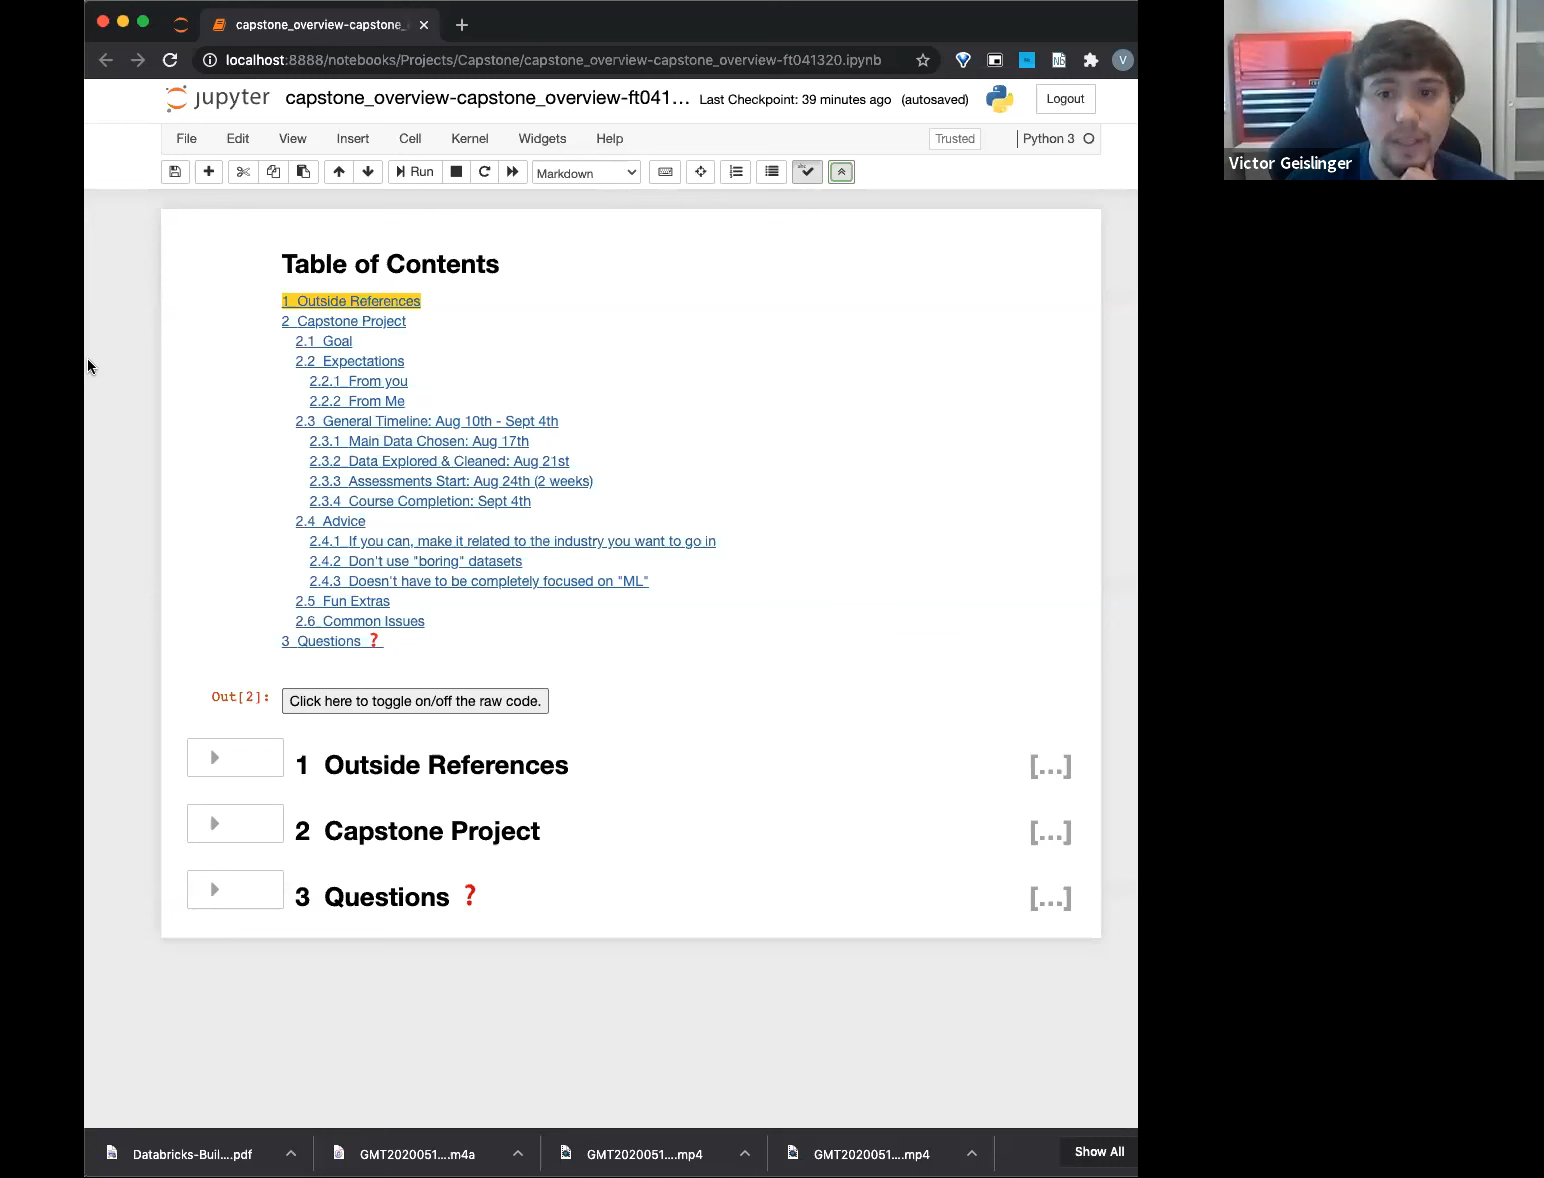 capstone_overview-capstone_
localhost:8888/notebooks/Projects/Capstone/capstone_overview-capstone_overview-ft041320.ipynb
V
jupyter capstone_overview-capstone_overview-ft041... Last Checkpoint: 39 minutes ago (autosaved) Logout
File Edit View Insert Cell Kernel Widgets Help Trusted Python 3
Run Markdown
Victor Geislinger
Table of Contents
1 Outside References
2 Capstone Project
2.1 Goal
2.2 Expectations
2.2.1 From you
2.2.2 From Me
2.3 General Timeline: Aug 10th - Sept 4th
2.3.1 Main Data Chosen: Aug 17th
2.3.2 Data Explored & Cleaned: Aug 21st
2.3.3 Assessments Start: Aug 24th (2 weeks)
2.3.4 Course Completion: Sept 4th
2.4 Advice
2.4.1 If you can, make it related to the industry you want to go in
2.4.2 Don't use "boring" datasets
2.4.3 Doesn't have to be completely focused on "ML"
2.5 Fun Extras
2.6 Common Issues
3 Questions ❓
Out[2]: Click here to toggle on/off the raw code.
1 Outside References [...]
2 Capstone Project [...]
3 Questions ❓ [...]
Databricks-Buil....pdf GMT2020051....m4a GMT2020051....mp4 GMT2020051....mp4 Show All